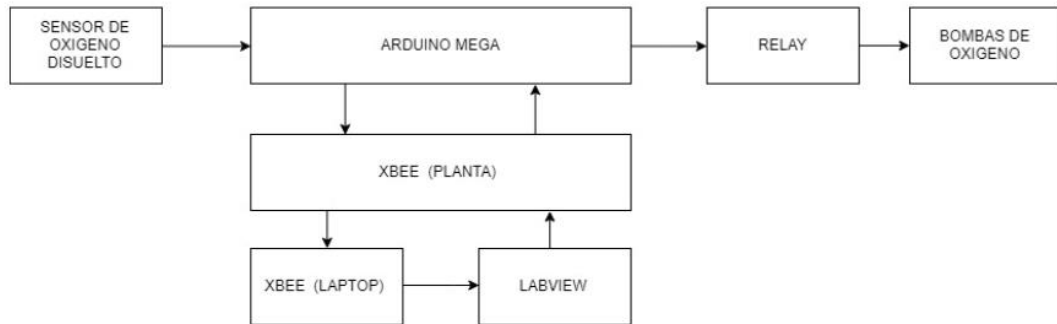 SENSOR DE
OXIGENO
DISUELTO
ARDUINO MEGA
RELAY
BOMBAS DE
OXIGENO
XBEE (PLANTA)
XBEE (LAPTOP)
LABVIEW